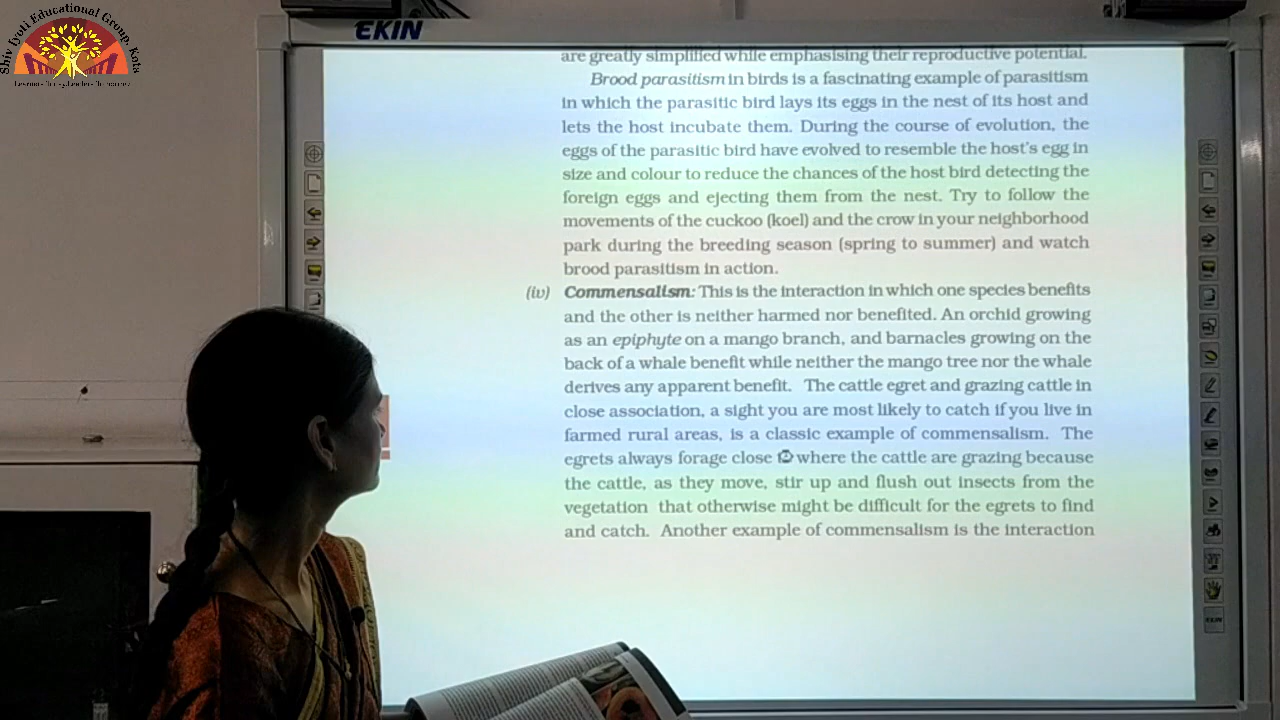 Shiv Jyoti Educational Group, Kota
EKIN
are greatly simplified while emphasising their reproductive potential.
Brood parasitism in birds is a fascinating example of parasitism
in which the parasitic bird lays its eggs in the nest of its host and
lets the host incubate them. During the course of evolution, the
eggs of the parasitic bird have evolved to resemble the host's egg in
size and colour to reduce the chances of the host bird detecting the
foreign eggs and ejecting them from the nest. Try to follow the
movements of the cuckoo (koel) and the crow in your neighborhood
park during the breeding season (spring to summer) and watch
brood parasitism in action.
(iv) Commensalism: This is the interaction in which one species benefits
and the other is neither harmed nor benefited. An orchid growing
as an epiphyte on a mango branch, and barnacles growing on the
back of a whale benefit while neither the mango tree nor the whale
derives any apparent benefit. The cattle egret and grazing cattle in
close association, a sight you are most likely to catch if you live in
farmed rural areas, is a classic example of commensalism. The
egrets always forage close where the cattle are grazing because
the cattle, as they move, stir up and flush out insects from the
vegetation that otherwise might be difficult for the egrets to find
and catch. Another example of commensalism is the interaction
EKIN